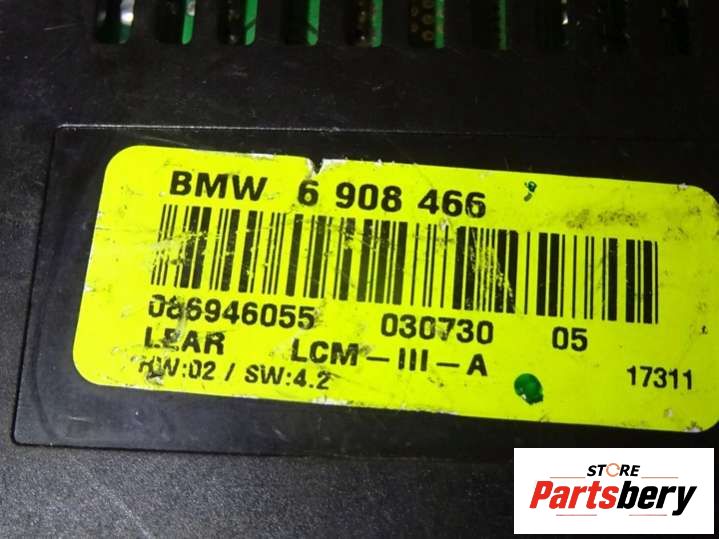 BMW 6 908 466
086946055 030730 05
LEAR LCM-III-A
HW:02 / SW:4.2 17311
STORE
Partsbery